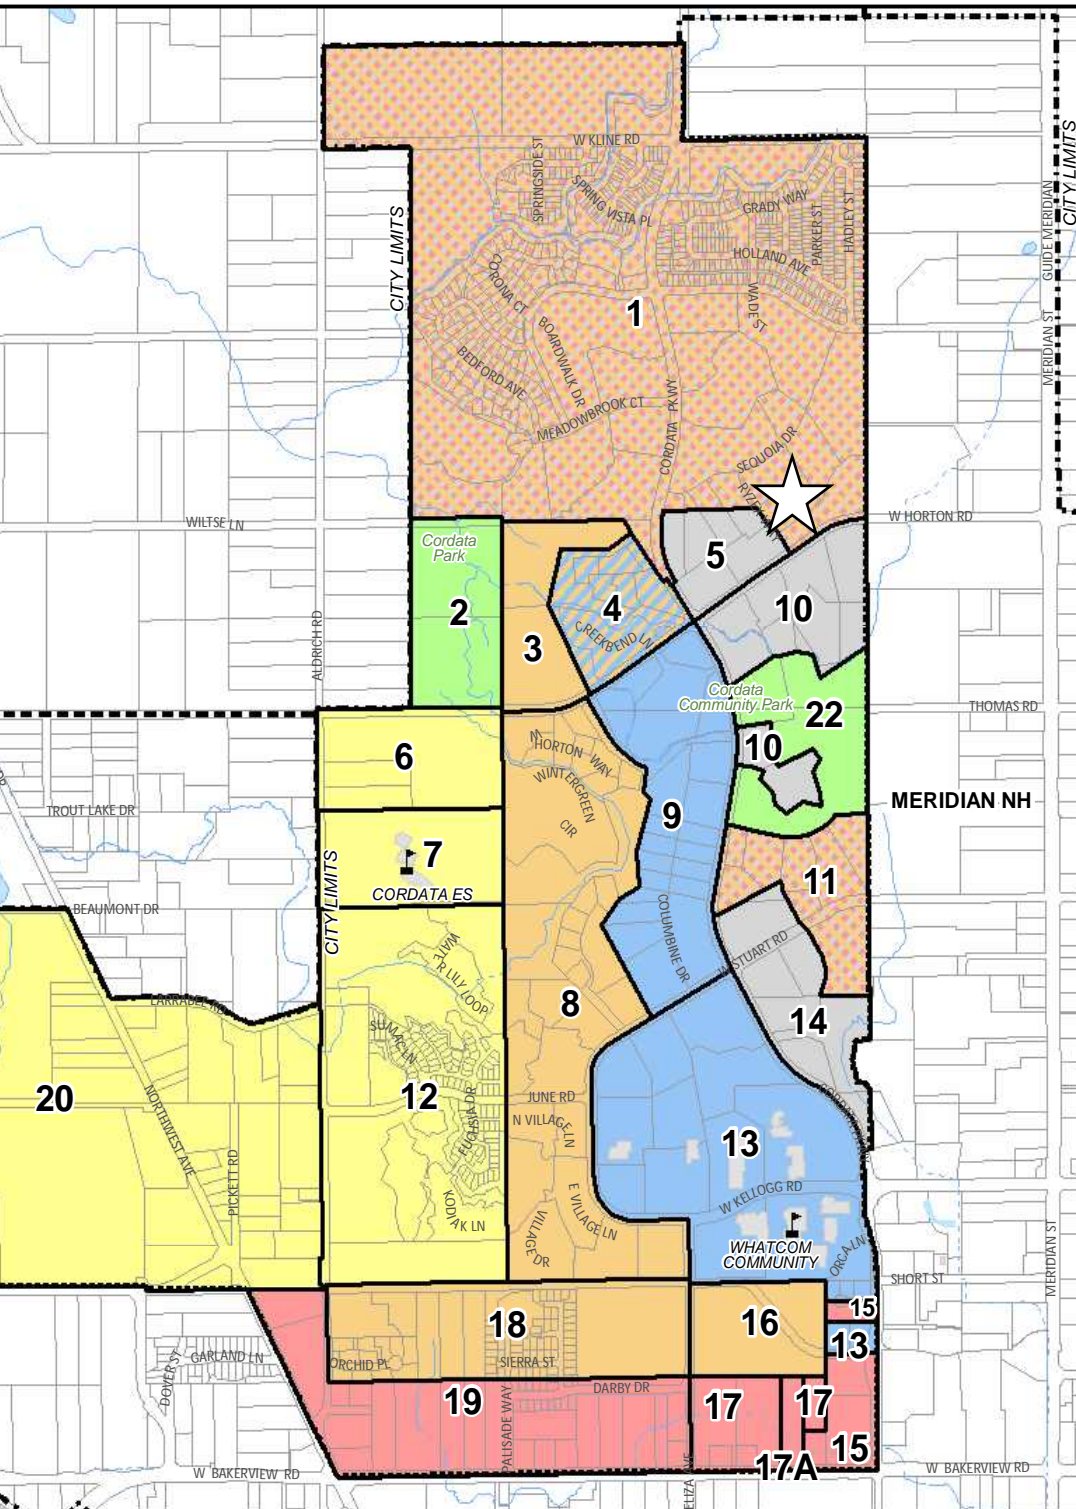 W KLINE RD
SPRINGSIDE ST
SPRING VISTA PL
GRADY WAY
PARKER ST
HADLEY ST
CITY LIMITS
CITY LIMITS
GUIDE MERIDIAN
HOLLAND AVE
CORONA CT
WADE ST
1
BOARDWALK DR
BEDFORD AVE
MERIDIAN ST
MEADOWBROOK CT
CORDATA PKWY
SEQUOIA DR
WILTSE LN
W HORTON RD
Cordata
Park
5
2
4
10
3
CREEKBEND LN
ALDRICH RD
Cordata
Community Park
22
THOMAS RD
6
HORTON WAY
10
WINTERGREEN
CIR
TROUT LAKE DR
9
MERIDIAN NH
7
CORDATA ES
CITY LIMITS
11
BEAUMONT DR
COLUMBINE DR
WATER LILY LOOP
W STUART RD
LARRABEE RD
8
14
SUMAC LN
20
12
JUNE RD
N VILLAGE LN
FUCHSIA DR
NORTHWEST AVE
PICKETT RD
13
W KELLOGG RD
KODIAK LN
E VILLAGE LN
VILLAGE DR
WHATCOM
COMMUNITY
ORCA LN
SHORT ST
MERIDIAN ST
15
18
16
13
GARLAND LN
DOVER ST
ORCHID PL
SIERRA ST
DARBY DR
19
PALISADE WAY
17
17
15
17A
W BAKERVIEW RD
ELIZA AVE
W BAKERVIEW RD